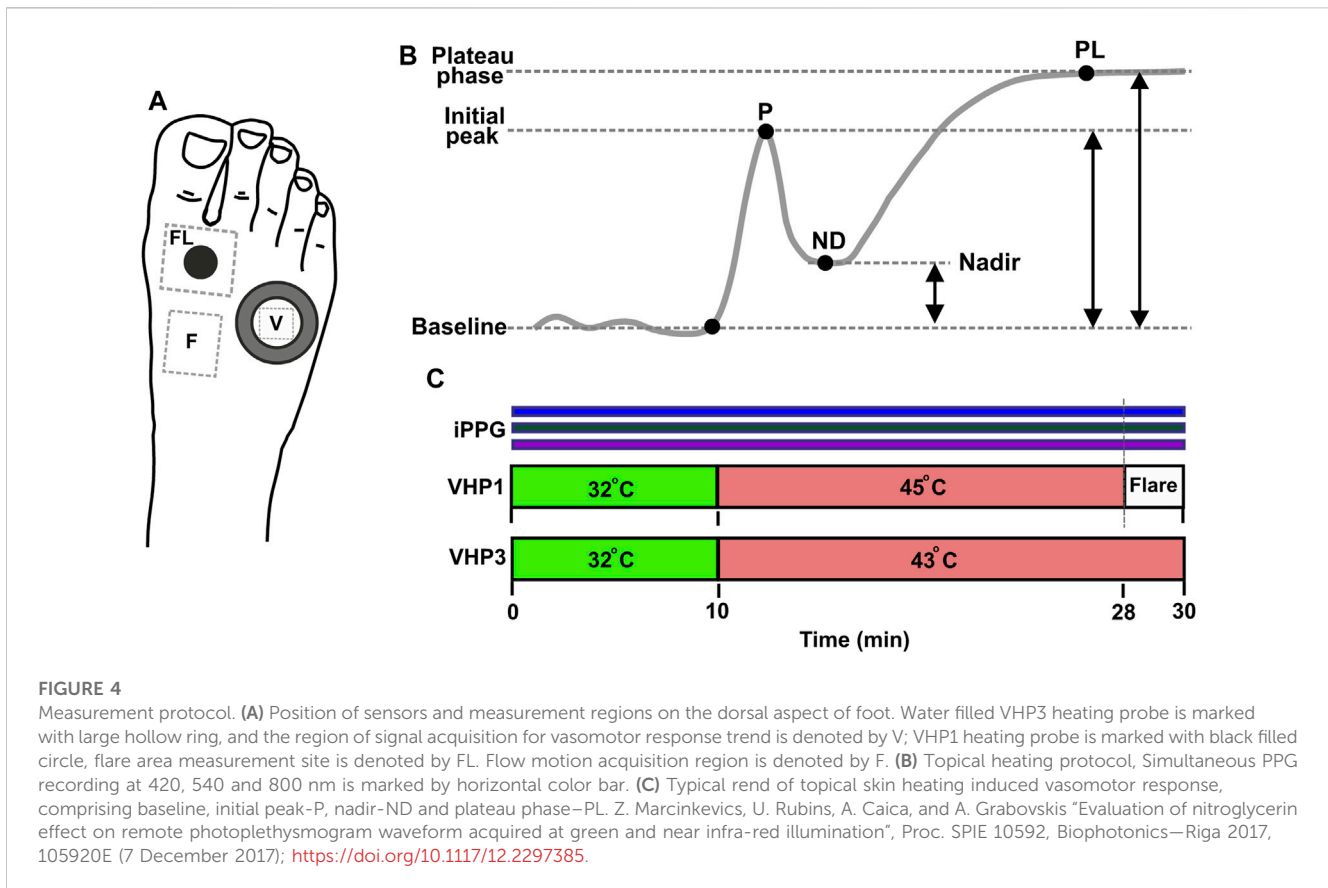 A
FL
F
V
B
Plateau
phase
PL
Initial
peak
P
ND
Nadir
Baseline
C
iPPG
VHP1
32°C
45°C
Flare
VHP3
32°C
43°C
0
10
28
30
Time (min)
FIGURE 4
Measurement protocol. (A) Position of sensors and measurement regions on the dorsal aspect of foot. Water filled VHP3 heating probe is marked
with large hollow ring, and the region of signal acquisition for vasomotor response trend is denoted by V; VHP1 heating probe is marked with black filled
circle, flare area measurement site is denoted by FL. Flow motion acquisition region is denoted by F. (B) Topical heating protocol, Simultaneous PPG
recording at 420, 540 and 800 nm is marked by horizontal color bar. (C) Typical rend of topical skin heating induced vasomotor response,
comprising baseline, initial peak-P, nadir-ND and plateau phase–PL. Z. Marcinkevics, U. Rubins, A. Caica, and A. Grabovskis “Evaluation of nitroglycerin
effect on remote photoplethysmogram waveform acquired at green and near infra-red illumination”, Proc. SPIE 10592, Biophotonics—Riga 2017,
105920E (7 December 2017); https://doi.org/10.1117/12.2297385.